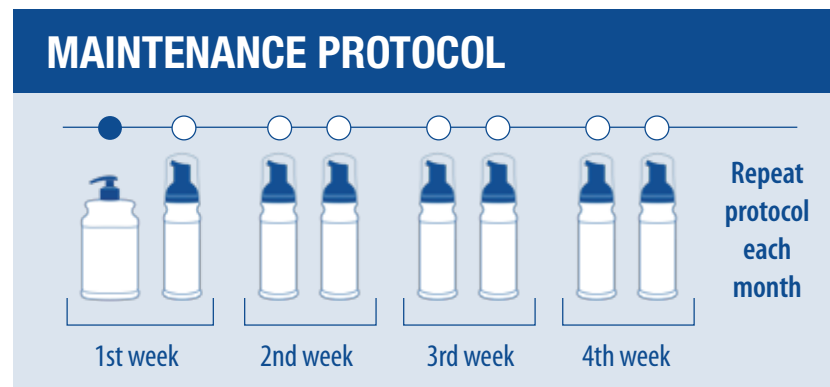 MAINTENANCE PROTOCOL
Repeat
protocol
each
month
1st week
2nd week
3rd week
4th week